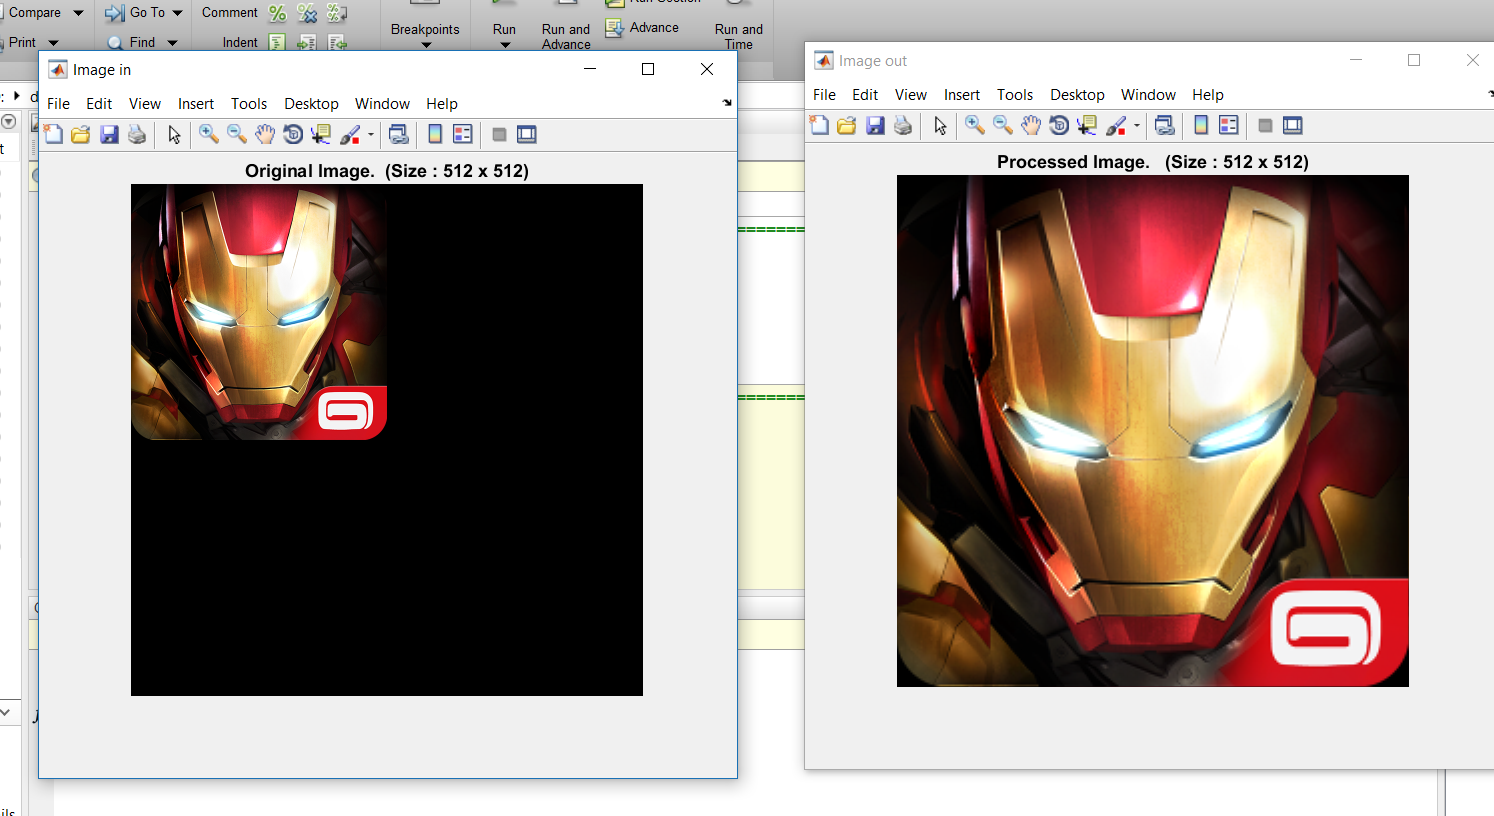 Compare
Go To
Comment
Print
Find
Indent
Breakpoints
Run
Run and
Advance
Advance
Run and
Time
Image in
File Edit View Insert Tools Desktop Window Help
Original Image. (Size : 512 x 512)
Image out
File Edit View Insert Tools Desktop Window Help
Processed Image. (Size : 512 x 512)